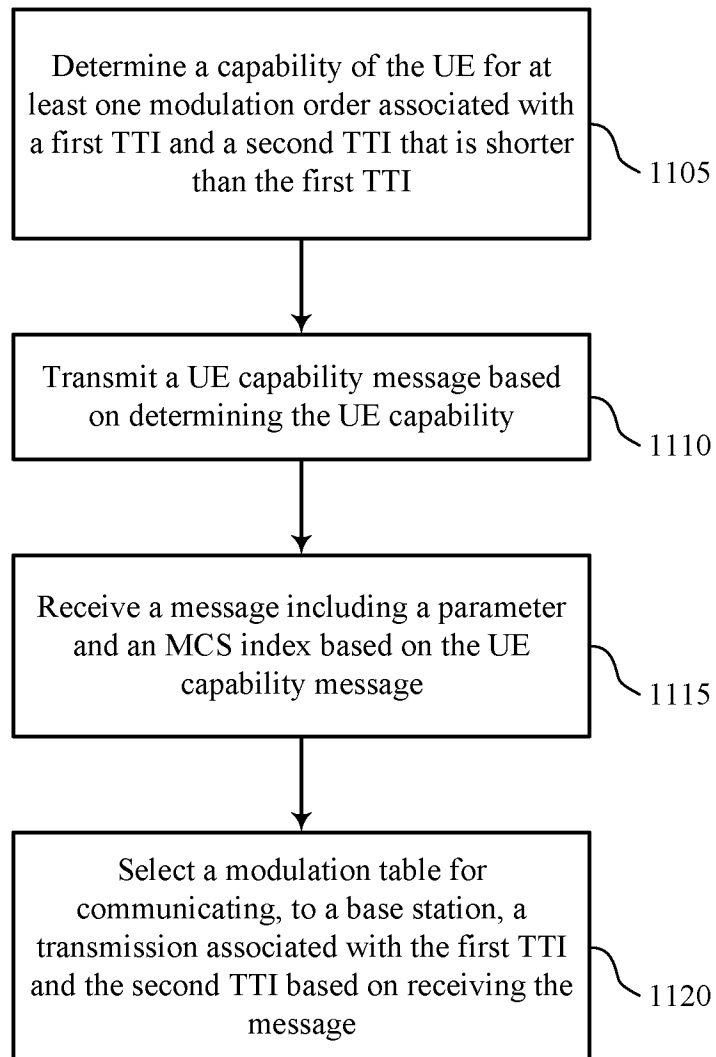 Determine a capability of the UE for at
least one modulation order associated with
a first TTI and a second TTI that is shorter
than the first TTI
1105
Transmit a UE capability message based
on determining the UE capability
1110
Receive a message including a parameter
and an MCS index based on the UE
capability message
1115
Select a modulation table for
communicating, to a base station, a
transmission associated with the first TTI
and the second TTI based on receiving the
message
1120